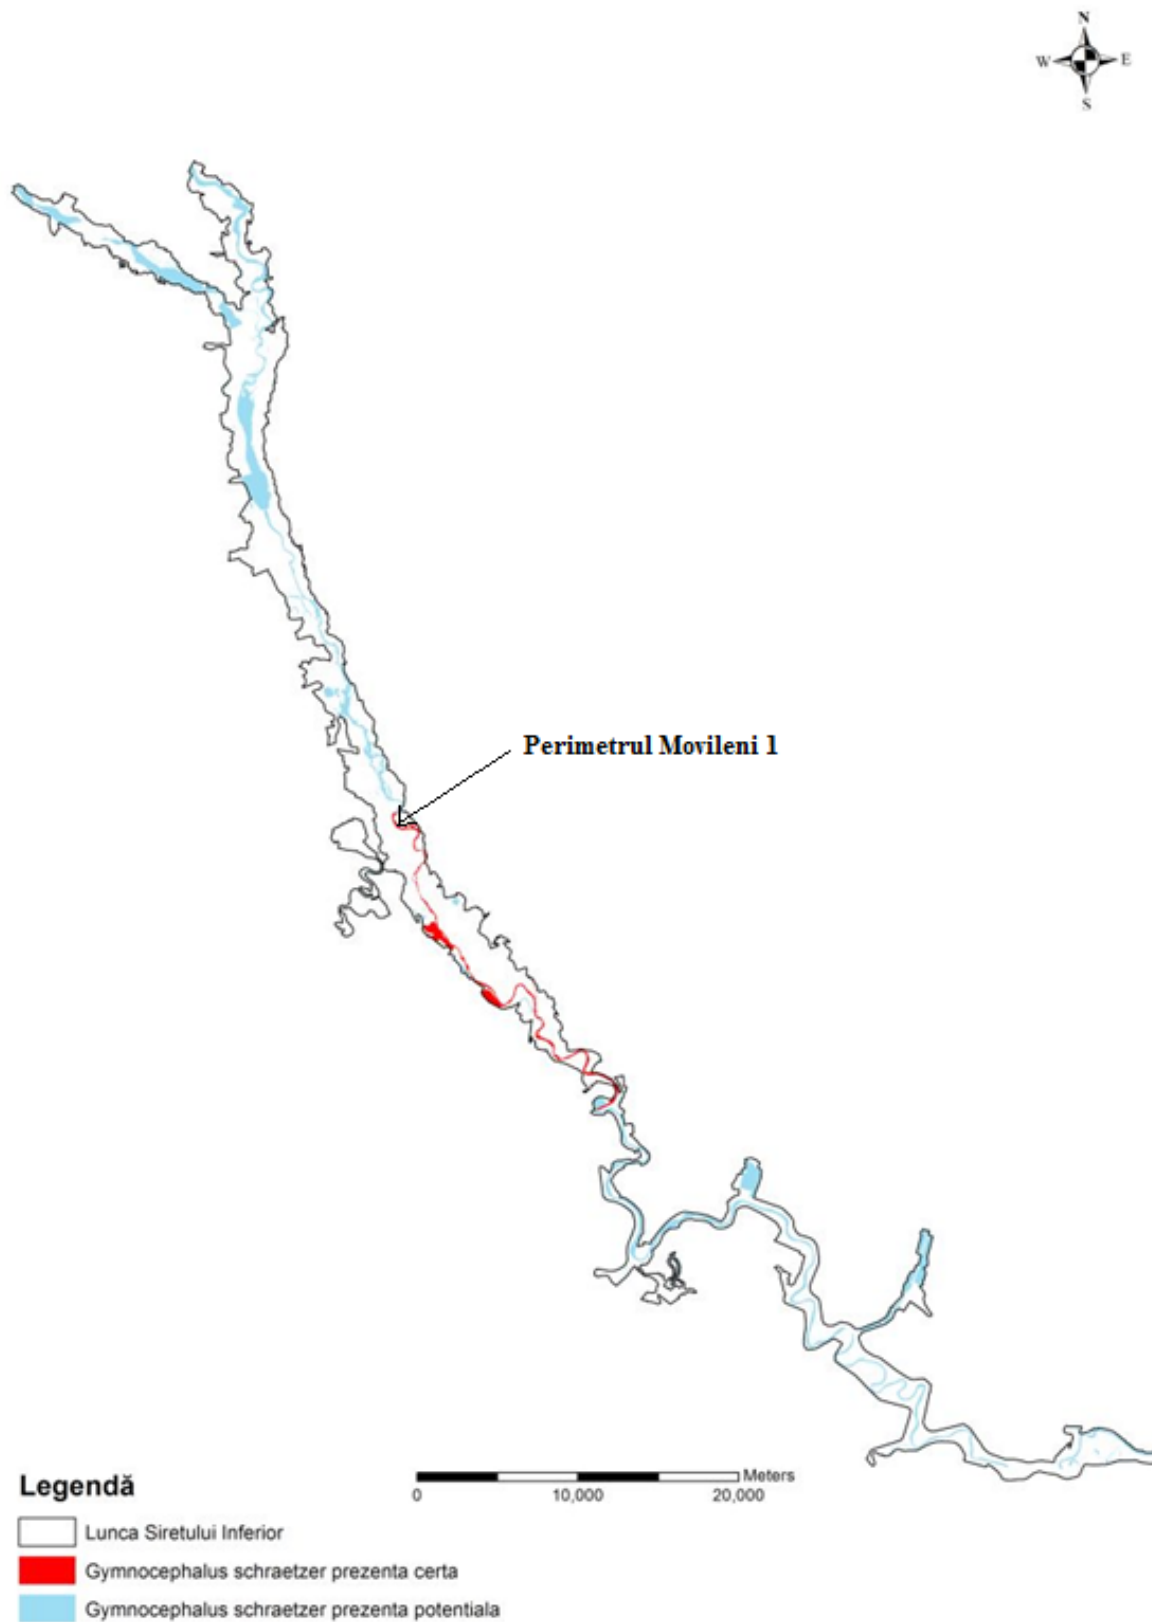 N
W E
S
Perimetrul Movileni 1
Legendă
Meters
0 10,000 20,000
Lunca Siretului Inferior
Gymnocephalus schraetzer prezenta certa
Gymnocephalus schraetzer prezenta potentiala